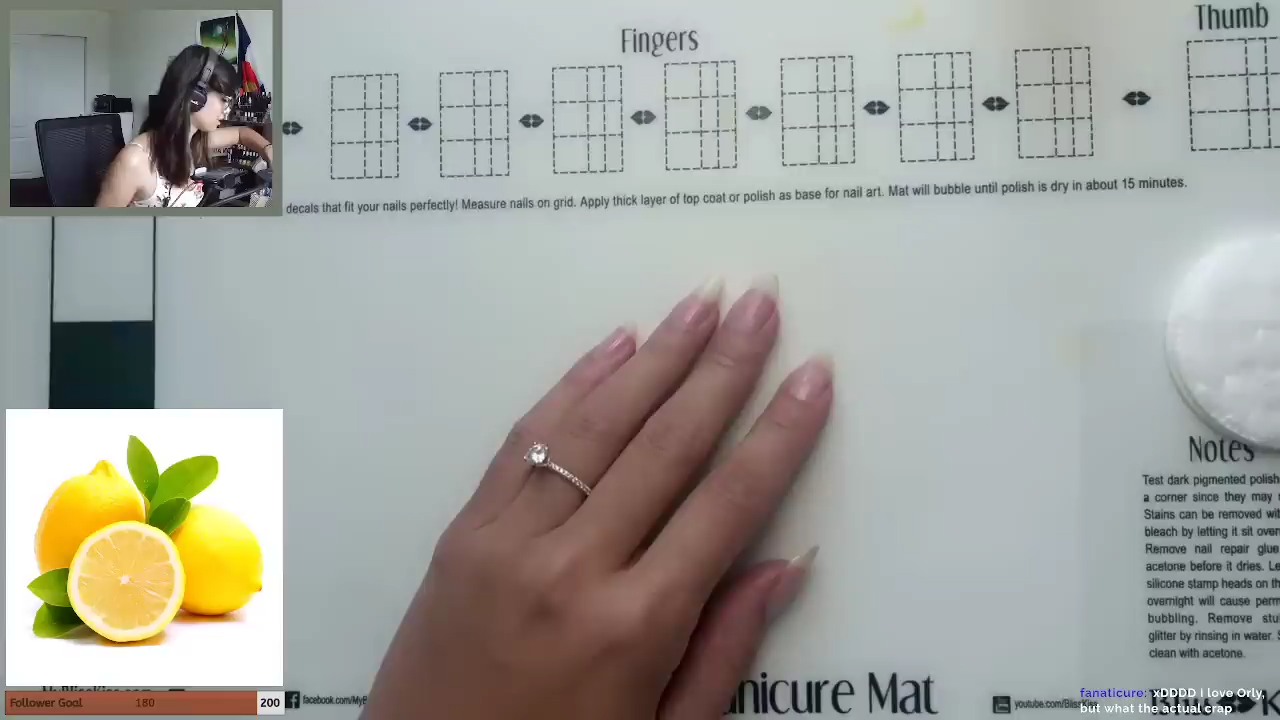 Fingers
Thumb
decals that fit your nails perfectly! Measure nails on grid. Apply thick layer of top coat or polish as base for nail art. Mat will bubble until polish is dry in about 15 minutes.
Notes
Test dark pigmented polish
a corner since they may
Stains can be removed wit
bleach by letting it sit over
Remove nail repair glue
acetone before it dries. Le
silicone stamp heads on th
overnight will cause perm
bubbling. Remove stu
glitter by rinsing in water. S
clean with acetone.
facebook.com/MyB
nicure Mat
youtube.com/BlissKis
Follower Goal 180 200
fanaticure: xDDDD I love Orly,
but what the actual crap